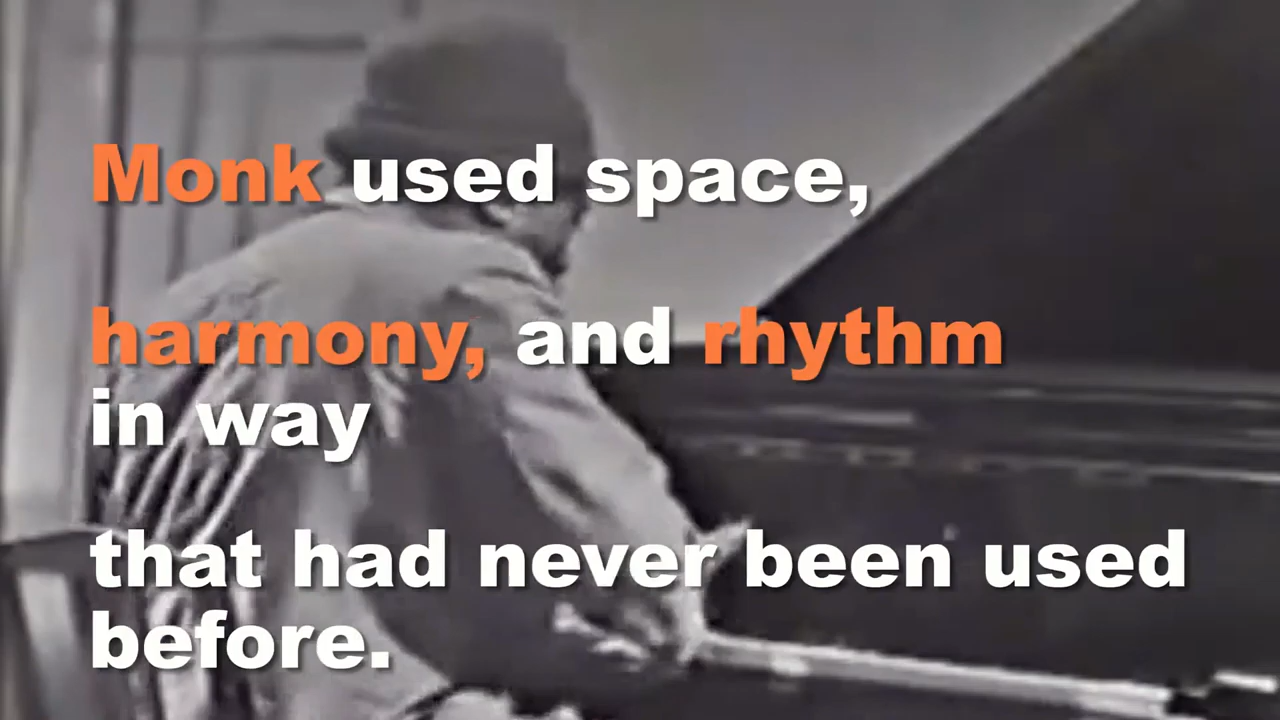 Monk used space,
harmony, and rhythm
in way
that had never been used
before.